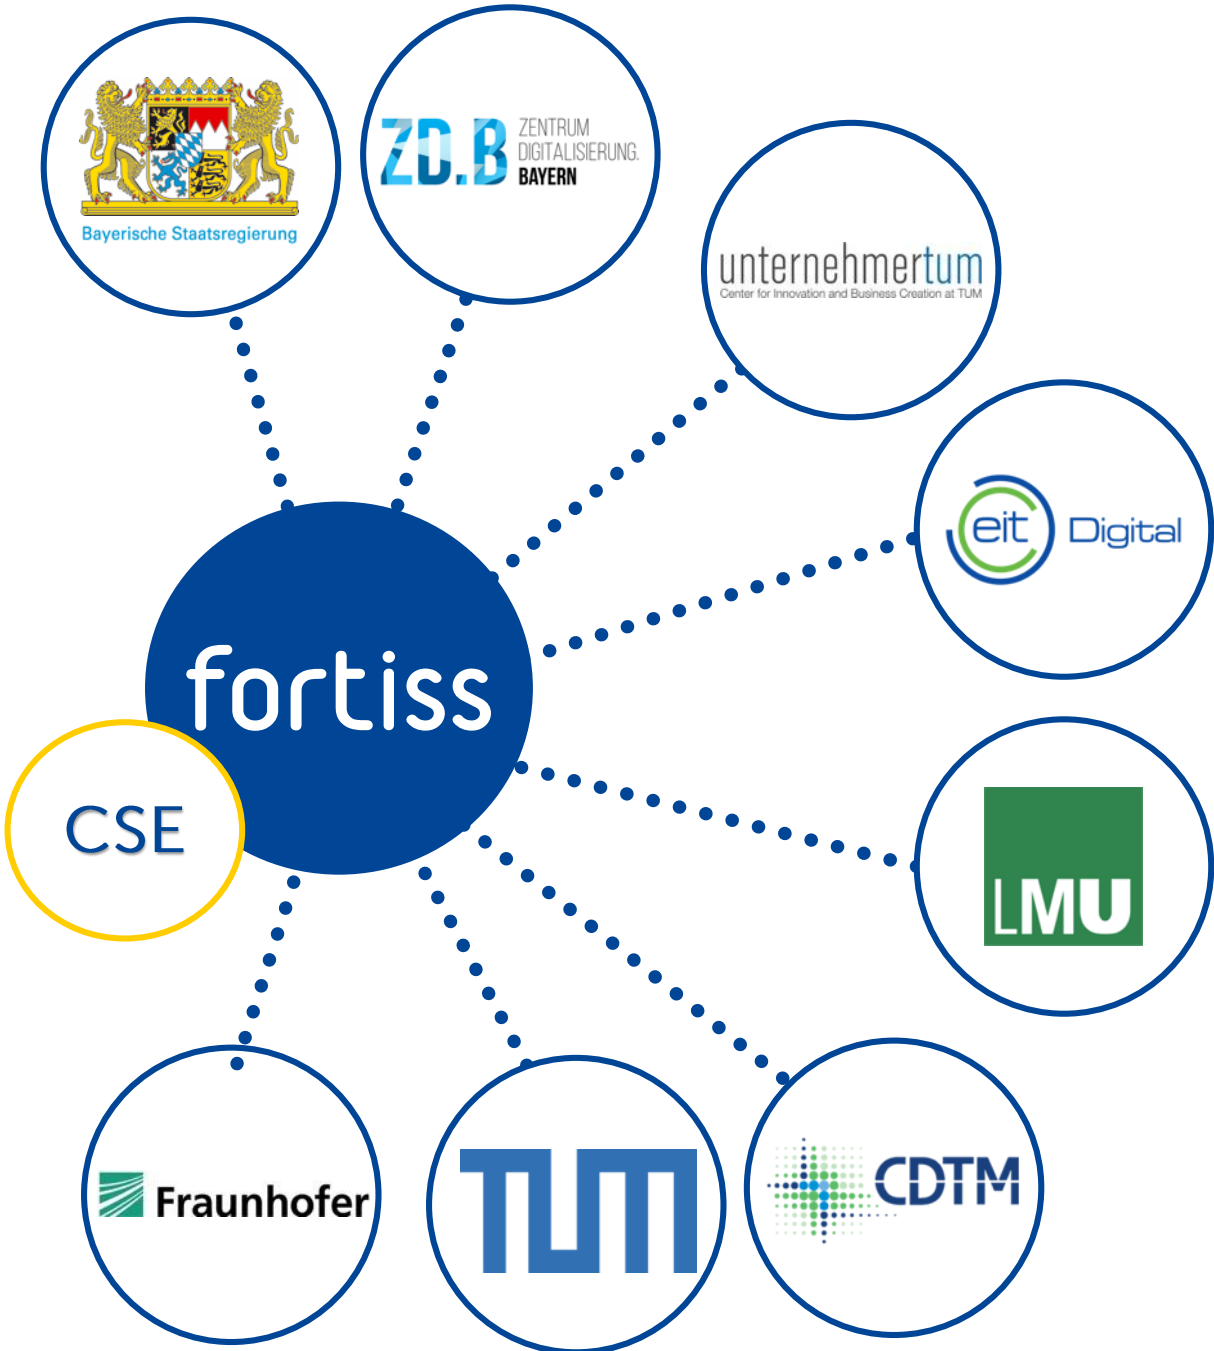 Bayerische Staatsregierung
ZD.B
ZENTRUM
DIGITALISIERUNG.
BAYERN
unternehmertum
Center for Innovation and Business Creation at TUM
eit Digital
fortiss
CSE
LMU
Fraunhofer
TUM
CDTM